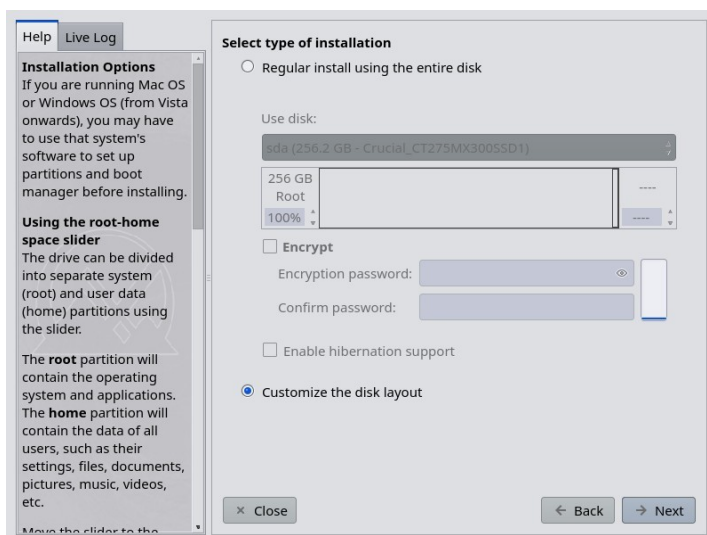 Help
Live Log
Installation Options
If you are running Mac OS
or Windows OS (from Vista
onwards), you may have
to use that system's
software to set up
partitions and boot
manager before installing.
Using the root-home
space slider
The drive can be divided
into separate system
(root) and user data
(home) partitions using
the slider.
The root partition will
contain the operating
system and applications.
The home partition will
contain the data of all
users, such as their
settings, files, documents,
pictures, music, videos,
etc.
Move the slider to the
Select type of installation
Regular install using the entire disk
Use disk:
sda (256.2 GB - Crucial_CT275MX300SSD1)
256 GB
Root
100%
----
----
Encrypt
Encryption password:
Confirm password:
Enable hibernation support
Customize the disk layout
Close
Back
Next